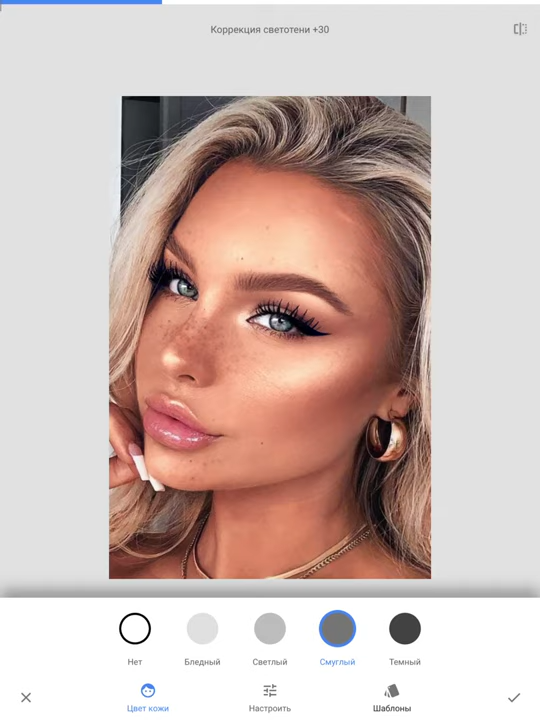 Коррекция светотени +30
Нет
Бледный
Светлый
Смуглый
Темный
Цвет кожи
Настроить
Шаблоны